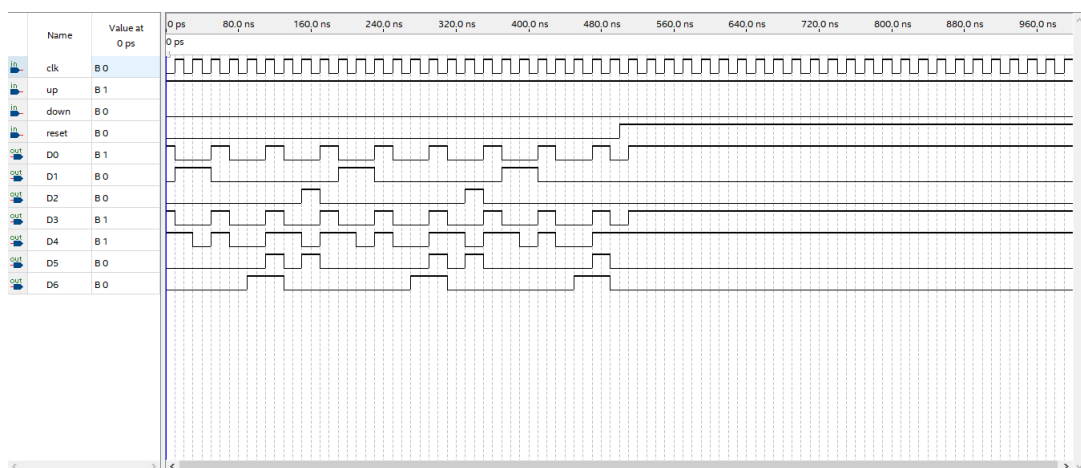 Name
Value at
0 ps
0 ps 80.0 ns 160.0 ns 240.0 ns 320.0 ns 400.0 ns 480.0 ns 560.0 ns 640.0 ns 720.0 ns 800.0 ns 880.0 ns 960.0 ns
0 ps
in clk B 0
in up B 1
in down B 0
in reset B 0
out D0 B 1
out D1 B 0
out D2 B 0
out D3 B 1
out D4 B 1
out D5 B 0
out D6 B 0